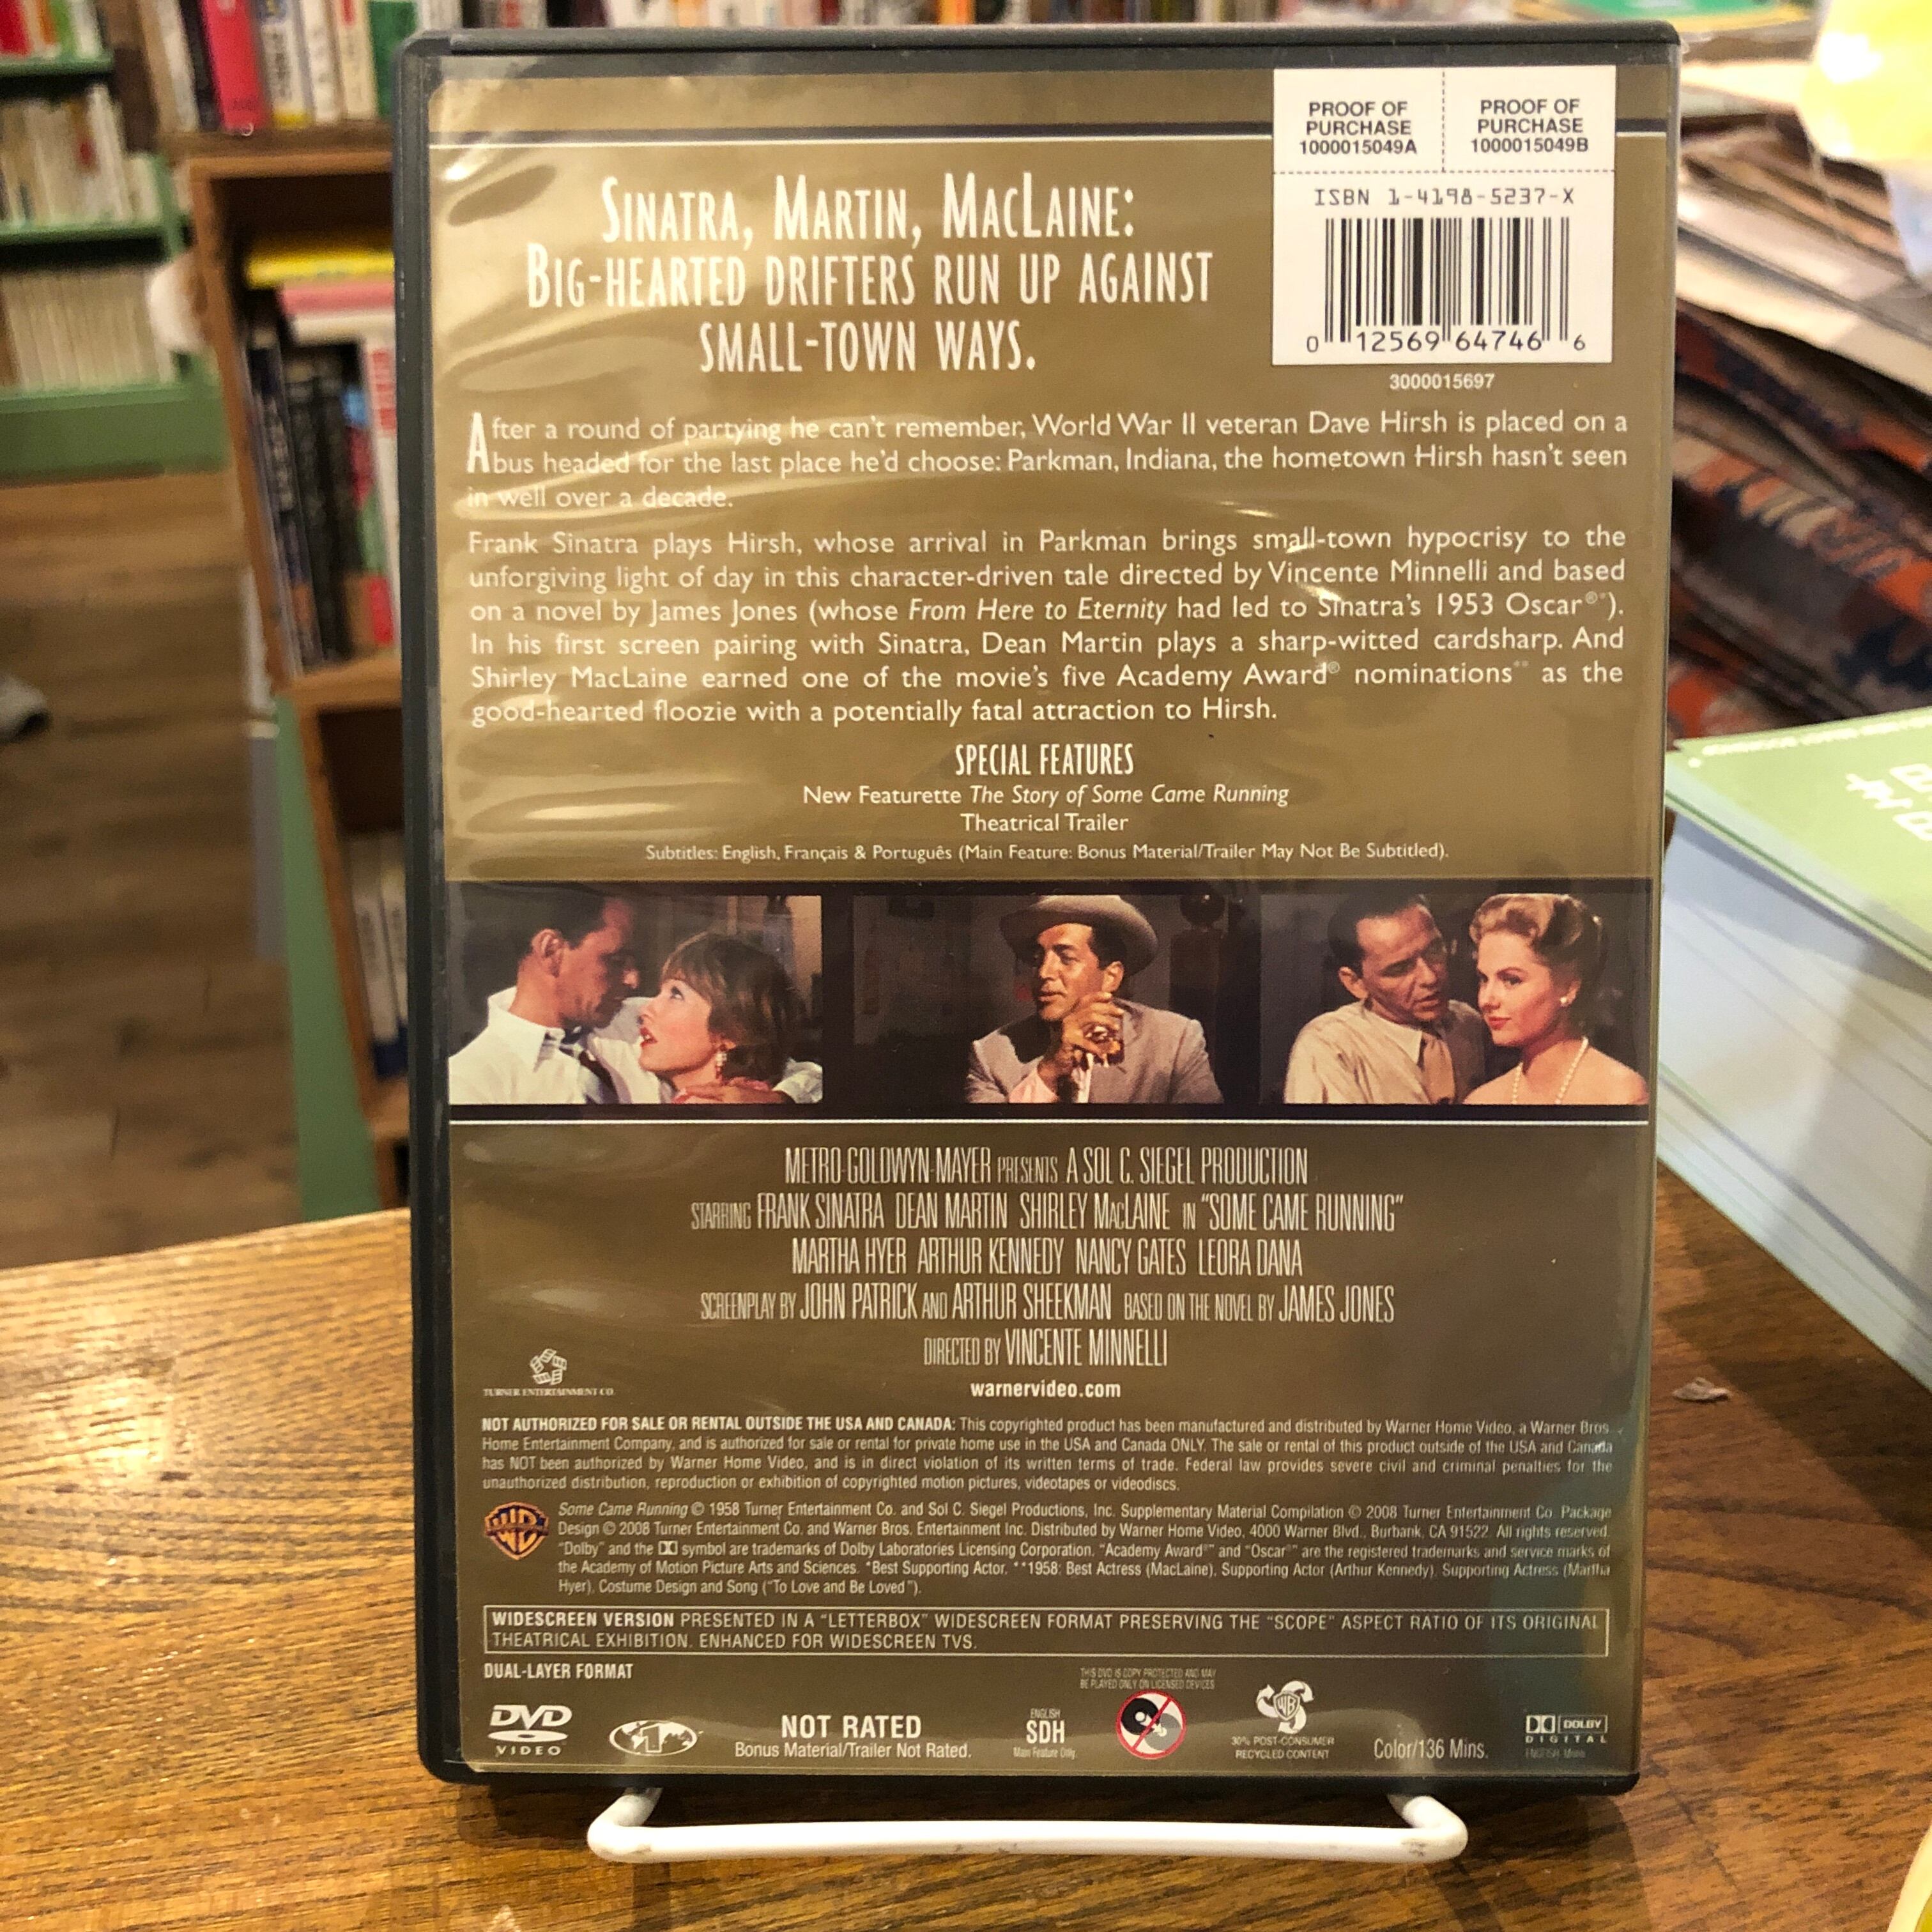 PROOF OF
PURCHASE
1000015049A
PROOF OF
PURCHASE
1000015049B
ISBN 1-4198-5237-X
0 12569 64746 6
3000015697
SINATRA, MARTIN, MACLAINE:
BIG-HEARTED DRIFTERS RUN UP AGAINST
SMALL-TOWN WAYS.
After a round of partying he can't remember, World War II veteran Dave Hirsh is placed on a
bus headed for the last place he'd choose: Parkman, Indiana, the hometown Hirsh hasn't seen
in well over a decade.
Frank Sinatra plays Hirsh, whose arrival in Parkman brings small-town hypocrisy to the
unforgiving light of day in this character-driven tale directed by Vincente Minnelli and based
on a novel by James Jones (whose From Here to Eternity had led to Sinatra's 1953 Oscar®*).
In his first screen pairing with Sinatra, Dean Martin plays a sharp-witted cardsharp. And
Shirley MacLaine earned one of the movie's five Academy Award® nominations** as the
good-hearted floozie with a potentially fatal attraction to Hirsh.
SPECIAL FEATURES
New Featurette The Story of Some Came Running
Theatrical Trailer
Subtitles: English, Français & Português (Main Feature: Bonus Material/Trailer May Not Be Subtitled).
METRO-GOLDWYN-MAYER PRESENTS A SOL C. SIEGEL PRODUCTION
STARRING FRANK SINATRA DEAN MARTIN SHIRLEY MACLAINE IN "SOME CAME RUNNING"
MARTHA HYER ARTHUR KENNEDY NANCY GATES LEORA DANA
SCREENPLAY BY JOHN PATRICK AND ARTHUR SHEEKMAN BASED ON THE NOVEL BY JAMES JONES
DIRECTED BY VINCENTE MINNELLI
TURNER ENTERTAINMENT CO.
warnervideo.com
NOT AUTHORIZED FOR SALE OR RENTAL OUTSIDE THE USA AND CANADA: This copyrighted product has been manufactured and distributed by Warner Home Video, a Warner Bros.
Home Entertainment Company, and is authorized for sale or rental for private home use in the USA and Canada ONLY. The sale or rental of this product outside of the USA and Canada
has NOT been authorized by Warner Home Video, and is in direct violation of its written terms of trade. Federal law provides severe civil and criminal penalties for the
unauthorized distribution, reproduction or exhibition of copyrighted motion pictures, videotapes or videodiscs.
Some Came Running © 1958 Turner Entertainment Co. and Sol C. Siegel Productions, Inc. Supplementary Material Compilation © 2008 Turner Entertainment Co. Package
Design © 2008 Turner Entertainment Co. and Warner Bros. Entertainment Inc. Distributed by Warner Home Video, 4000 Warner Blvd., Burbank, CA 91522. All rights reserved.
"Dolby" and the DD symbol are trademarks of Dolby Laboratories Licensing Corporation. "Academy Award®" and "Oscar®" are the registered trademarks and service marks of
the Academy of Motion Picture Arts and Sciences. *Best Supporting Actor. **1958: Best Actress (MacLaine), Supporting Actor (Arthur Kennedy), Supporting Actress (Martha
Hyer), Costume Design and Song ("To Love and Be Loved").
WIDESCREEN VERSION PRESENTED IN A "LETTERBOX" WIDESCREEN FORMAT PRESERVING THE "SCOPE" ASPECT RATIO OF ITS ORIGINAL
THEATRICAL EXHIBITION. ENHANCED FOR WIDESCREEN TVS.
DUAL-LAYER FORMAT
THIS DVD IS COPY PROTECTED AND MAY
BE PLAYED ONLY ON LICENSED DEVICES
DVD
VIDEO
1
NOT RATED
Bonus Material/Trailer Not Rated.
ENGLISH
SDH
Main Feature Only
WB
30% POST-CONSUMER
RECYCLED CONTENT
Color/136 Mins.
DOLBY
DIGITAL
ENGLISH: Mono